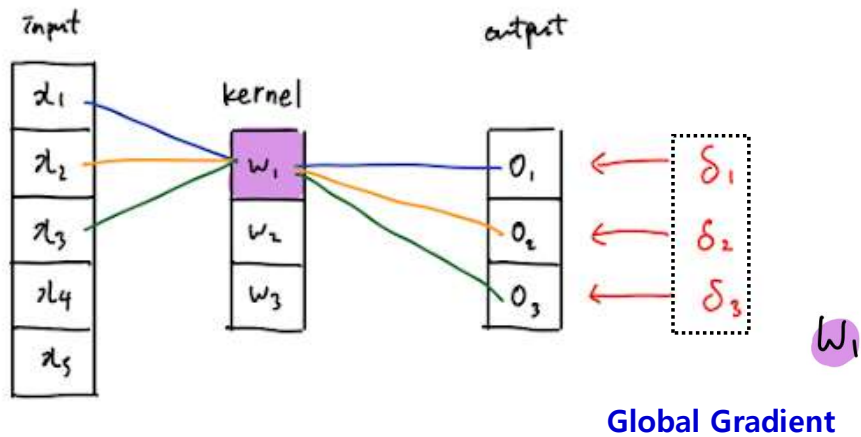 input
output
kernel
x1
x2
x3
x4
x5
w1
w2
w3
O1
O2
O3
δ1
δ2
δ3
W1
Global Gradient